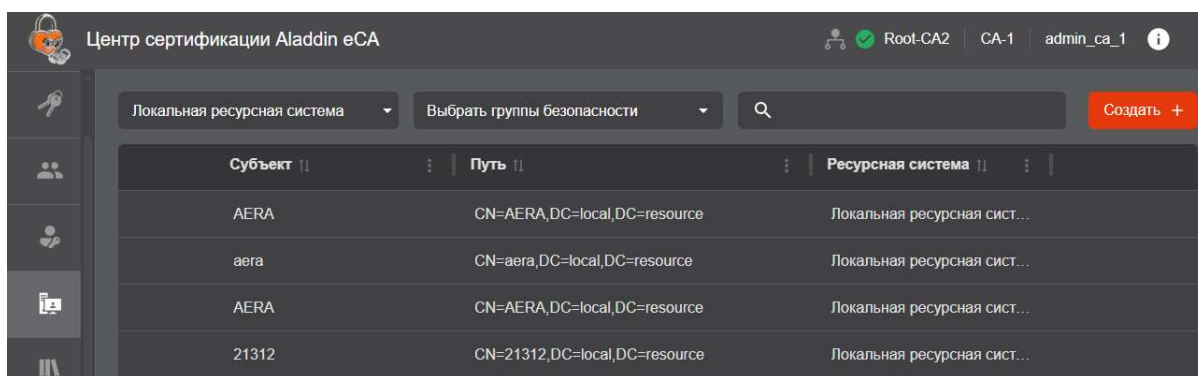 Центр сертификации Aladdin eCA Root-CA2 CA-1 admin_ca_1
Локальная ресурсная система Выбрать группы безопасности Создать +
Субъект Путь Ресурсная система
AERA CN=AERA,DC=local,DC=resource Локальная ресурсная сист...
aera CN=aera,DC=local,DC=resource Локальная ресурсная сист...
AERA CN=AERA,DC=local,DC=resource Локальная ресурсная сист...
21312 CN=21312,DC=local,DC=resource Локальная ресурсная сист...